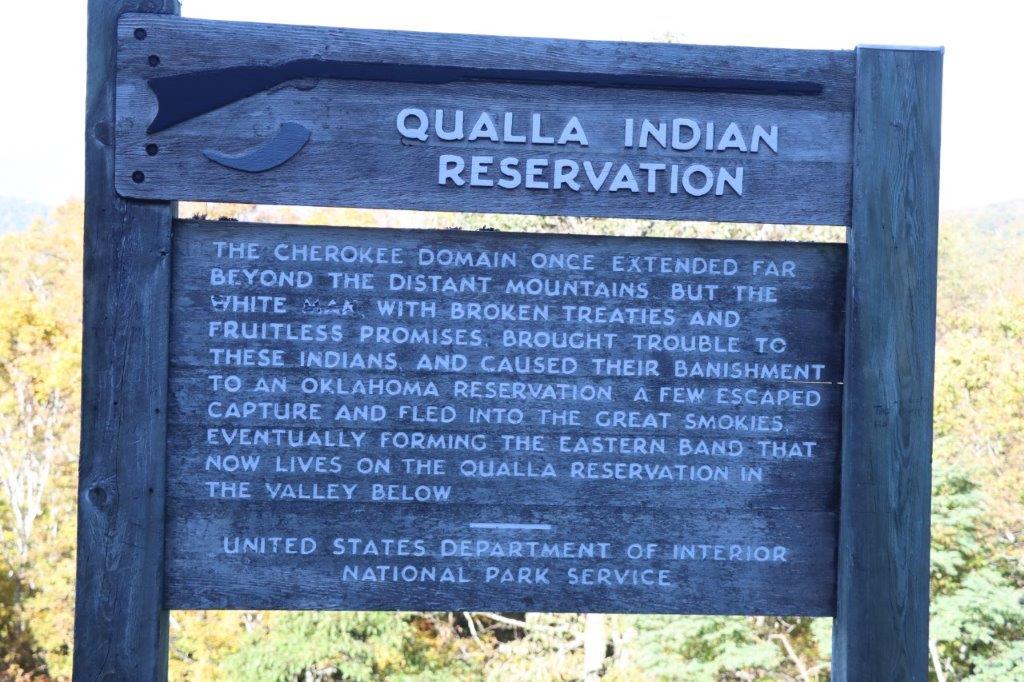 QUALLA INDIAN
RESERVATION
THE CHEROKEE DOMAIN ONCE EXTENDED FAR
BEYOND THE DISTANT MOUNTAINS BUT THE
WHITE MAN, WITH BROKEN TREATIES AND
FRUITLESS PROMISES, BROUGHT TROUBLE TO
THESE INDIANS, AND CAUSED THEIR BANISHMENT
TO AN OKLAHOMA RESERVATION A FEW ESCAPED
CAPTURE AND FLED INTO THE GREAT SMOKIES,
EVENTUALLY FORMING THE EASTERN BAND THAT
NOW LIVES ON THE QUALLA RESERVATION IN
THE VALLEY BELOW
UNITED STATES DEPARTMENT OF INTERIOR
NATIONAL PARK SERVICE